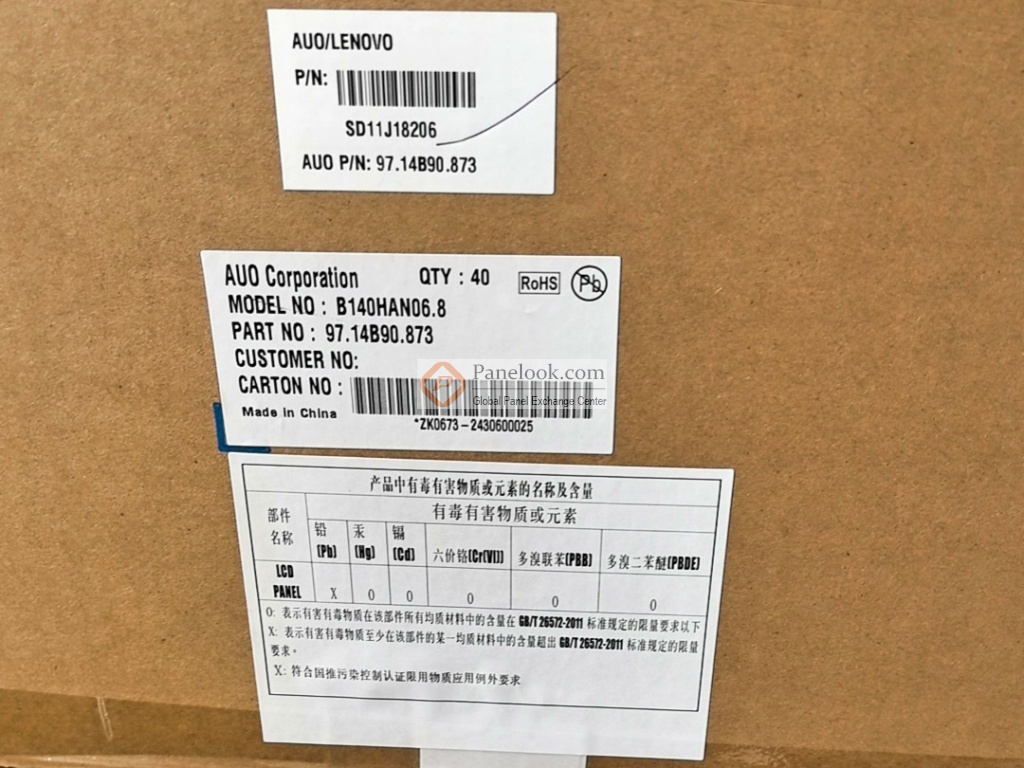 AUO/LENOVO
P/N:
SD11J18206
AUO P/N: 97.14B90.873
AUO Corporation QTY : 40 RoHS Pb
MODEL NO : B140HAN06.8
PART NO : 97.14B90.873
CUSTOMER NO:
CARTON NO :
Made in China
*ZK0673-2430600025
Panelook.com
Global Panel Exchange Center
产品中有毒有害物质或元素的名称及含量
部件名称 有毒有害物质或元素
铅(Pb) 汞(Hg) 镉(Cd) 六价铬(Cr(VI)) 多溴联苯(PBB) 多溴二苯醚(PBDE)
LCD PANEL X 0 0 0 0 0
0: 表示有害有毒物质在该部件所有均质材料中的含量在 GB/T 26572-2011 标准规定的限量要求以下
X: 表示有害有毒物质至少在该部件的某一均质材料中的含量超出 GB/T 26572-2011 标准规定的限量
要求。
X: 符合国推污染控制认证限用物质应用例外要求